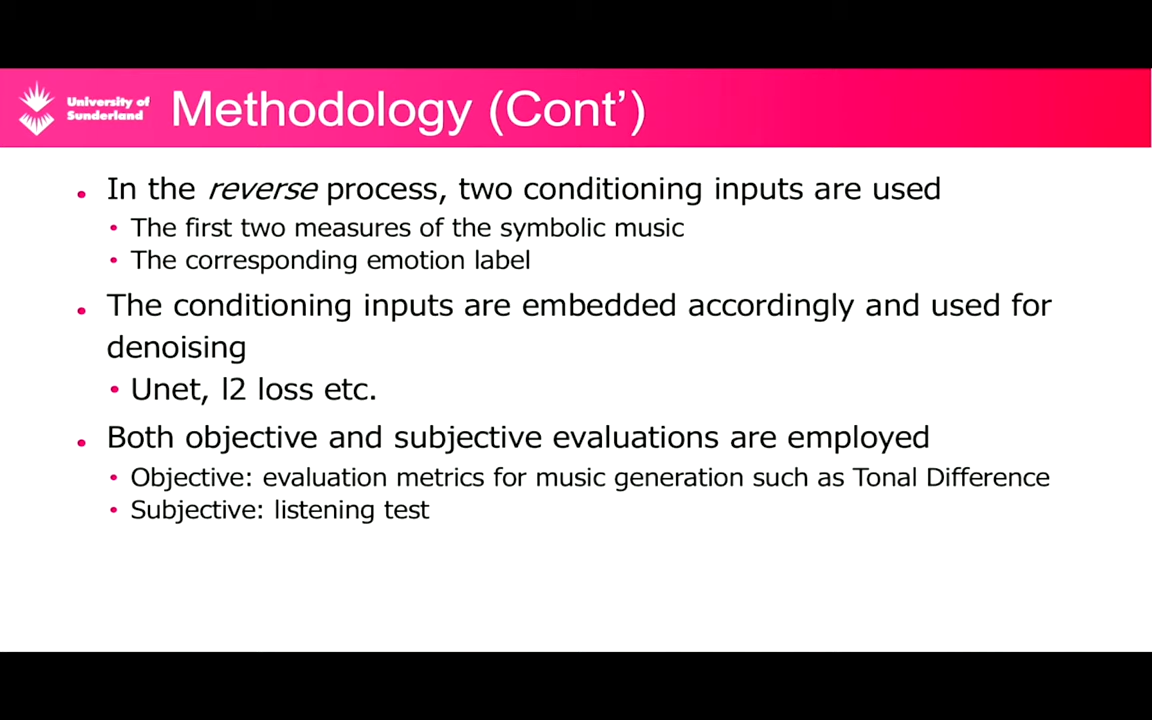 University of
Sunderland
Methodology (Cont')
In the reverse process, two conditioning inputs are used
The first two measures of the symbolic music
The corresponding emotion label
The conditioning inputs are embedded accordingly and used for
denoising
Unet, l2 loss etc.
Both objective and subjective evaluations are employed
Objective: evaluation metrics for music generation such as Tonal Difference
Subjective: listening test